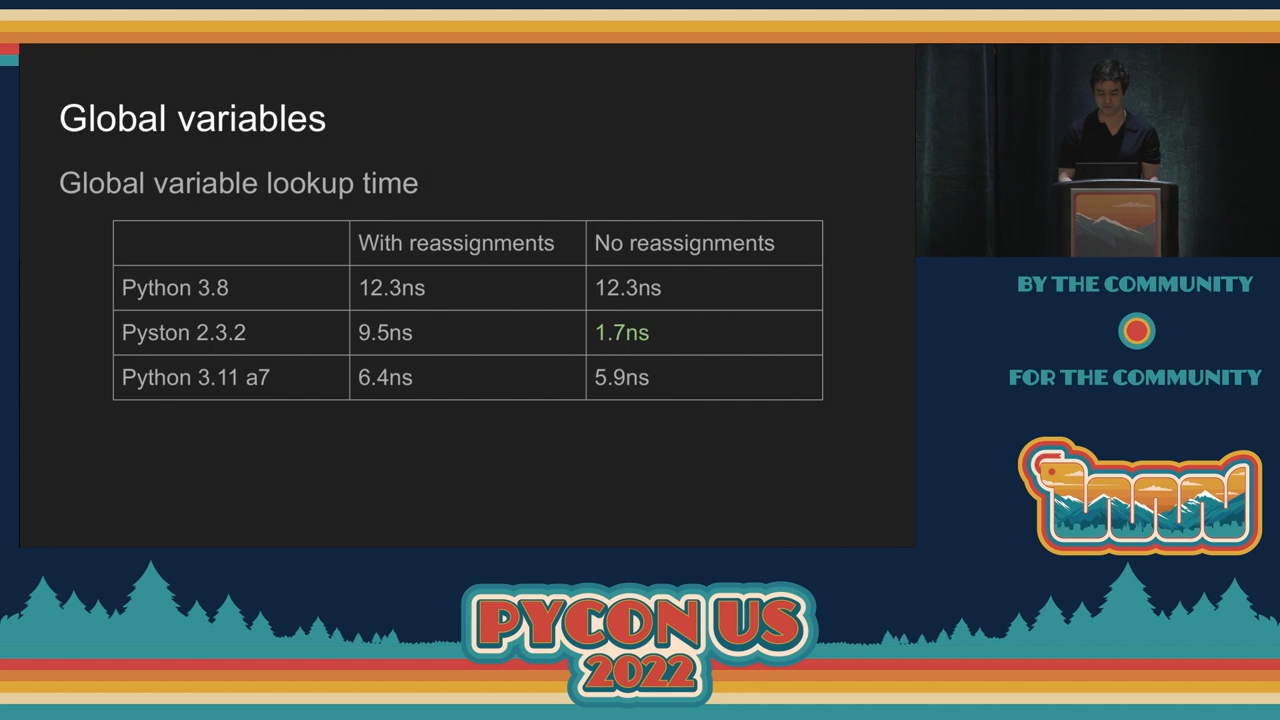 Global variables
Global variable lookup time
With reassignments No reassignments
Python 3.8 12.3ns 12.3ns
Pyston 2.3.2 9.5ns 1.7ns
Python 3.11 a7 6.4ns 5.9ns
BY THE COMMUNITY
FOR THE COMMUNITY
PYCON US
2022